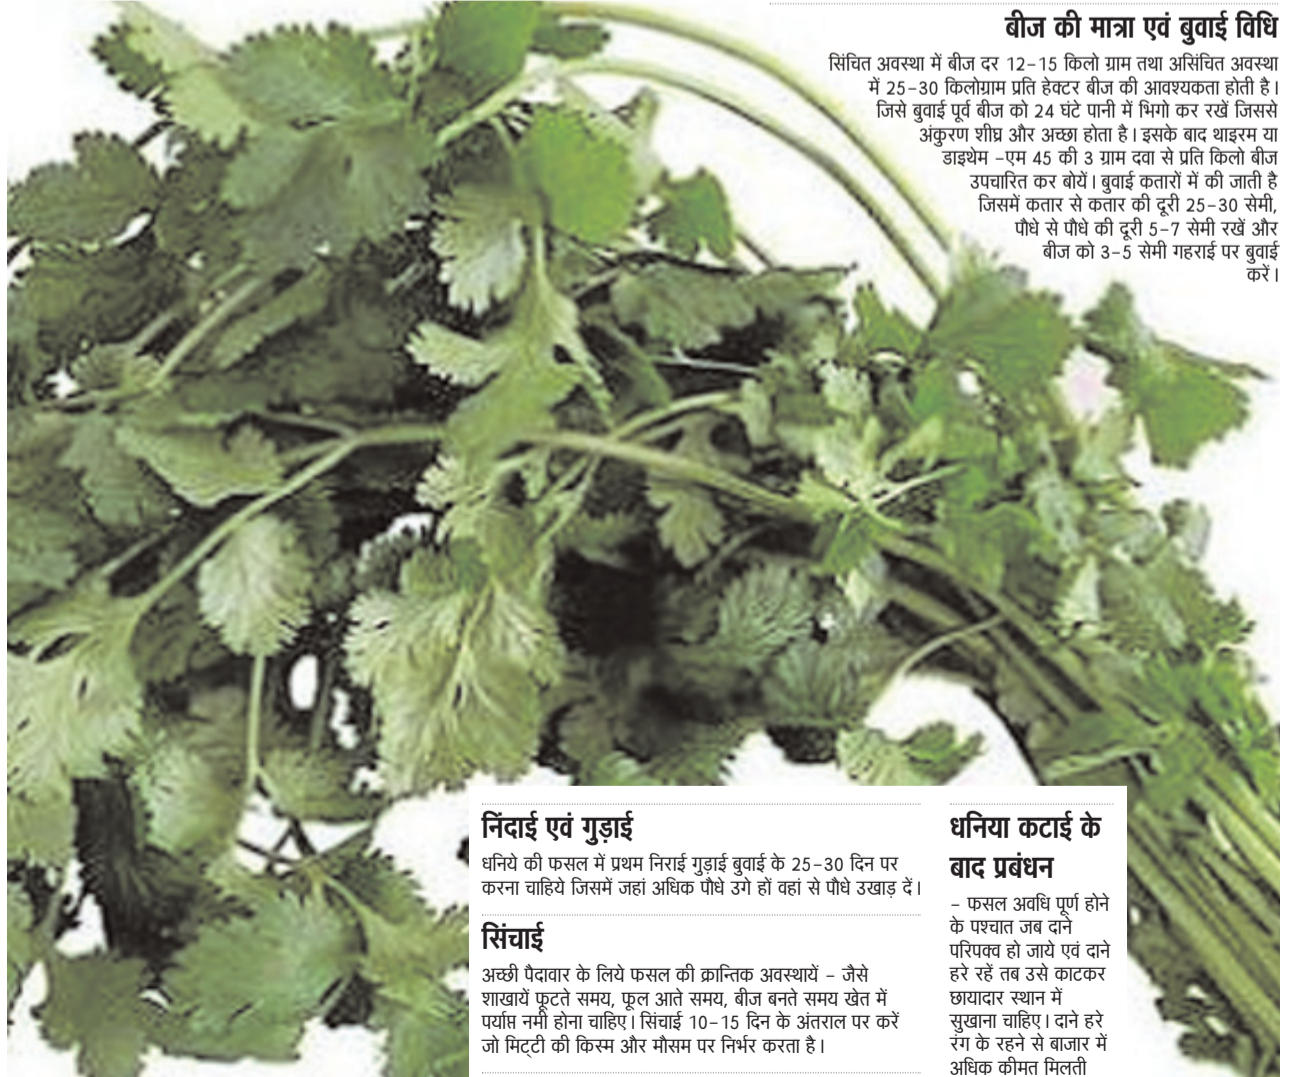 बीज की मात्रा एवं बुवाई विधि
सिंचित अवस्था में बीज दर 12-15 किलो ग्राम तथा असिंचित अवस्था
में 25-30 किलोग्राम प्रति हेक्टर बीज की आवश्यकता होती है।
जिसे बुवाई पूर्व बीज को 24 घंटे पानी में भिगो कर रखें जिससे
अंकुरण शीघ्र और अच्छा होता है। इसके बाद थाइरम या
डाइथेम -एम 45 की 3 ग्राम दवा से प्रति किलो बीज
उपचारित कर बोयें। बुवाई कतारों में की जाती है
जिसमें कतार से कतार की दूरी 25-30 सेमी,
पौधे से पौधे की दूरी 5-7 सेमी रखें और
बीज को 3-5 सेमी गहराई पर बुवाई
करें।
निंदाई एवं गुड़ाई
धनिये की फसल में प्रथम निराई गुड़ाई बुवाई के 25-30 दिन पर
करना चाहिये जिसमें जहां अधिक पौधे उगे हों वहां से पौधे उखाड़ दें।
सिंचाई
अच्छी पैदावार के लिये फसल की क्रान्तिक अवस्थायें - जैसे
शाखायें फूटते समय, फूल आते समय, बीज बनते समय खेत में
पर्याप्त नमी होना चाहिए। सिंचाई 10-15 दिन के अंतराल पर करें
जो मिट्टी की किस्म और मौसम पर निर्भर करता है।
धनिया कटाई के
बाद प्रबंधन
- फसल अवधि पूर्ण होने
के पश्चात जब दाने
परिपक्व हो जाये एवं दाने
हरे रहें तब उसे काटकर
छायादार स्थान में
सुखाना चाहिए। दाने हरे
रंग के रहने से बाजार में
अधिक कीमत मिलती